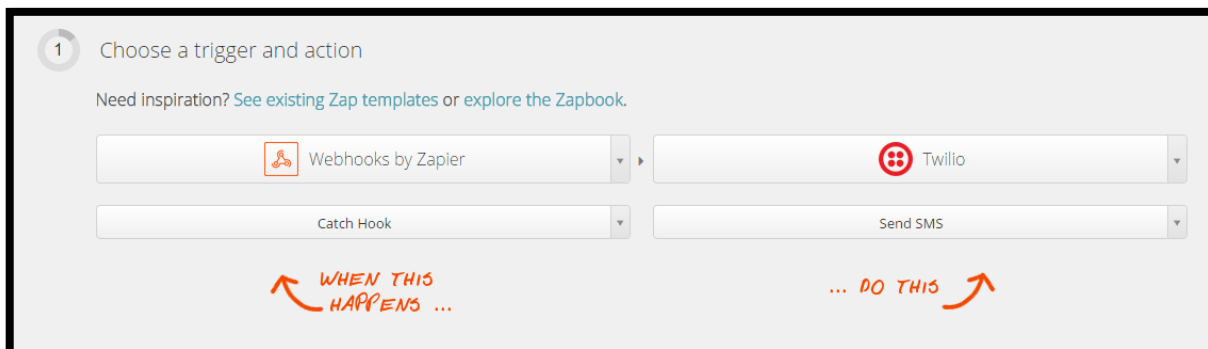 1 Choose a trigger and action
Need inspiration? See existing Zap templates or explore the Zapbook.
Webhooks by Zapier
Twilio
Catch Hook
Send SMS
WHEN THIS
HAPPENS ...
... DO THIS